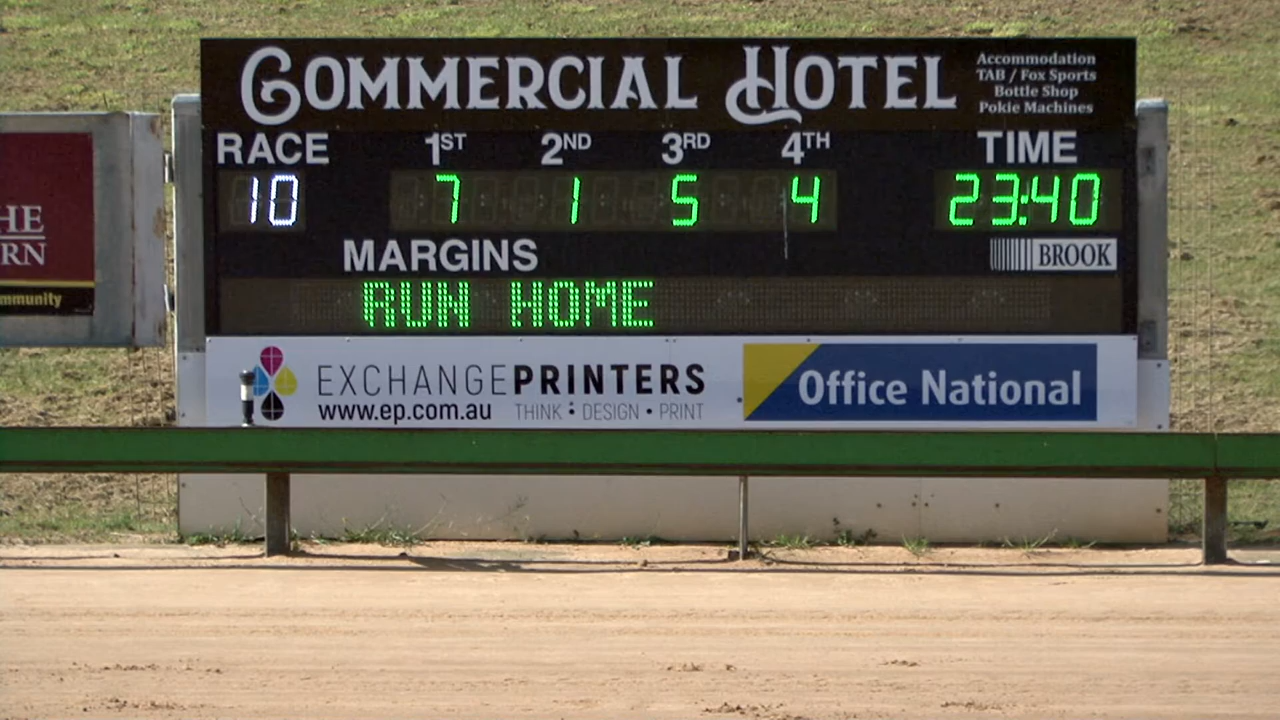 COMMERCIAL HOTEL
Accommodation
TAB / Fox Sports
Bottle Shop
Pokie Machines
RACE 1ST 2ND 3RD 4TH TIME
10 7 1 5 4 23:40
MARGINS
BROOK
RUN HOME
HE
RN
mmunity
EXCHANGEPRINTERS
www.ep.com.au THINK • DESIGN • PRINT
Office National